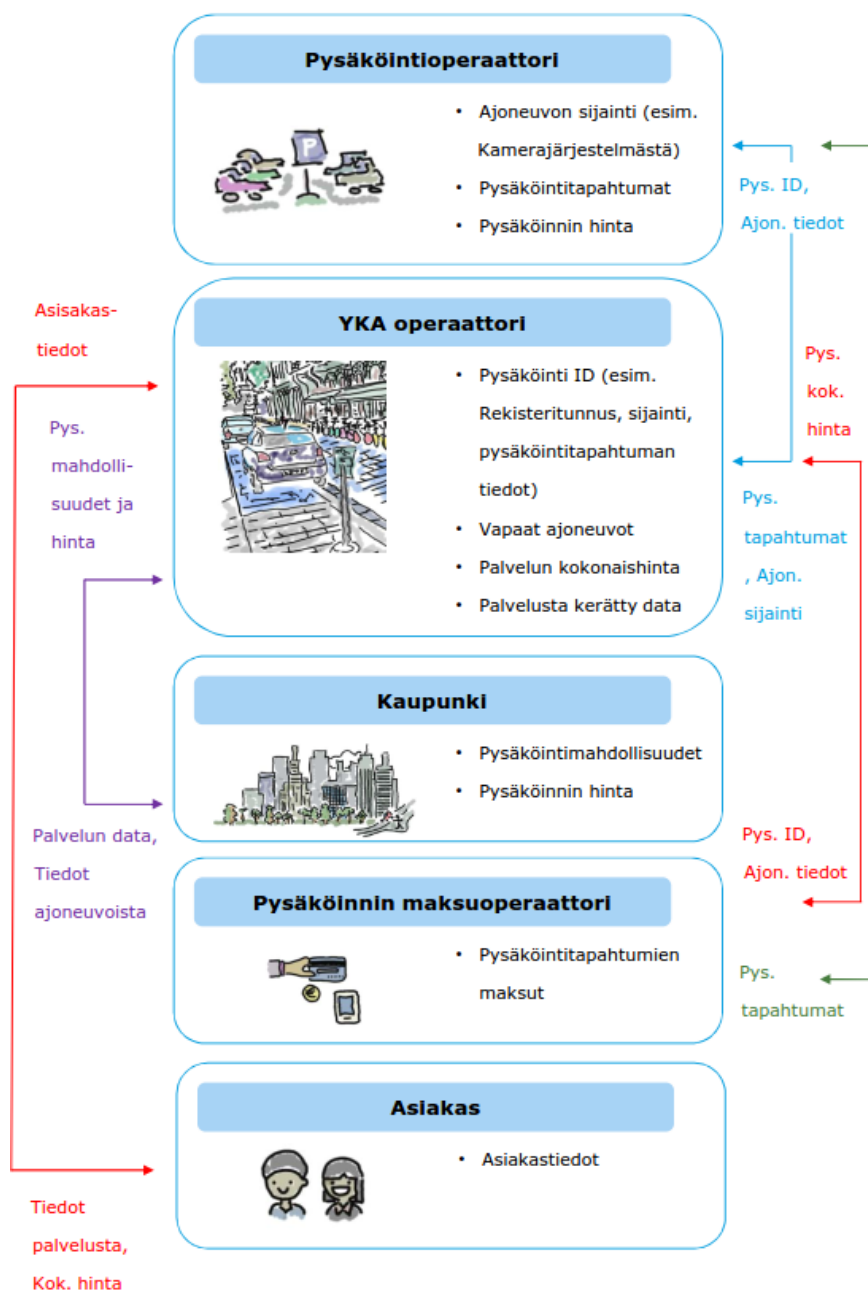 Pysäköintioperaattori
• Ajoneuvon sijainti (esim.
Kamerajärjestelmästä)
• Pysäköintitapahtumat
• Pysäköinnin hinta
Pys. ID,
Ajon. tiedot
YKA operaattori
• Pysäköinti ID (esim.
Rekisteritunnus, sijainti,
pysäköintitapahtuman
tiedot)
• Vapaat ajoneuvot
• Palvelun kokonaishinta
• Palvelusta kerätty data
Asisakas-
tiedot
Pys.
mahdolli-
suudet ja
hinta
Pys.
kok.
hinta
Pys.
tapahtumat
, Ajon.
sijainti
Kaupunki
• Pysäköintimahdollisuudet
• Pysäköinnin hinta
Palvelun data,
Tiedot
ajoneuvoista
Pys. ID,
Ajon. tiedot
Pysäköinnin maksuoperaattori
• Pysäköintitapahtumien
maksut
Pys.
tapahtumat
Asiakas
• Asiakastiedot
Tiedot
palvelusta,
Kok. hinta
P